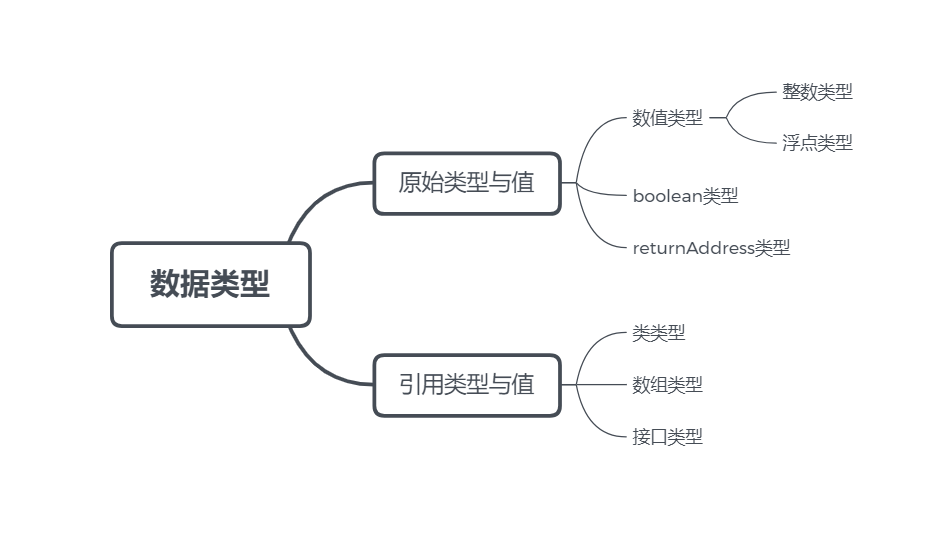 数据类型
原始类型与值
数值类型
整数类型
浮点类型
boolean类型
returnAddress类型
引用类型与值
类类型
数组类型
接口类型